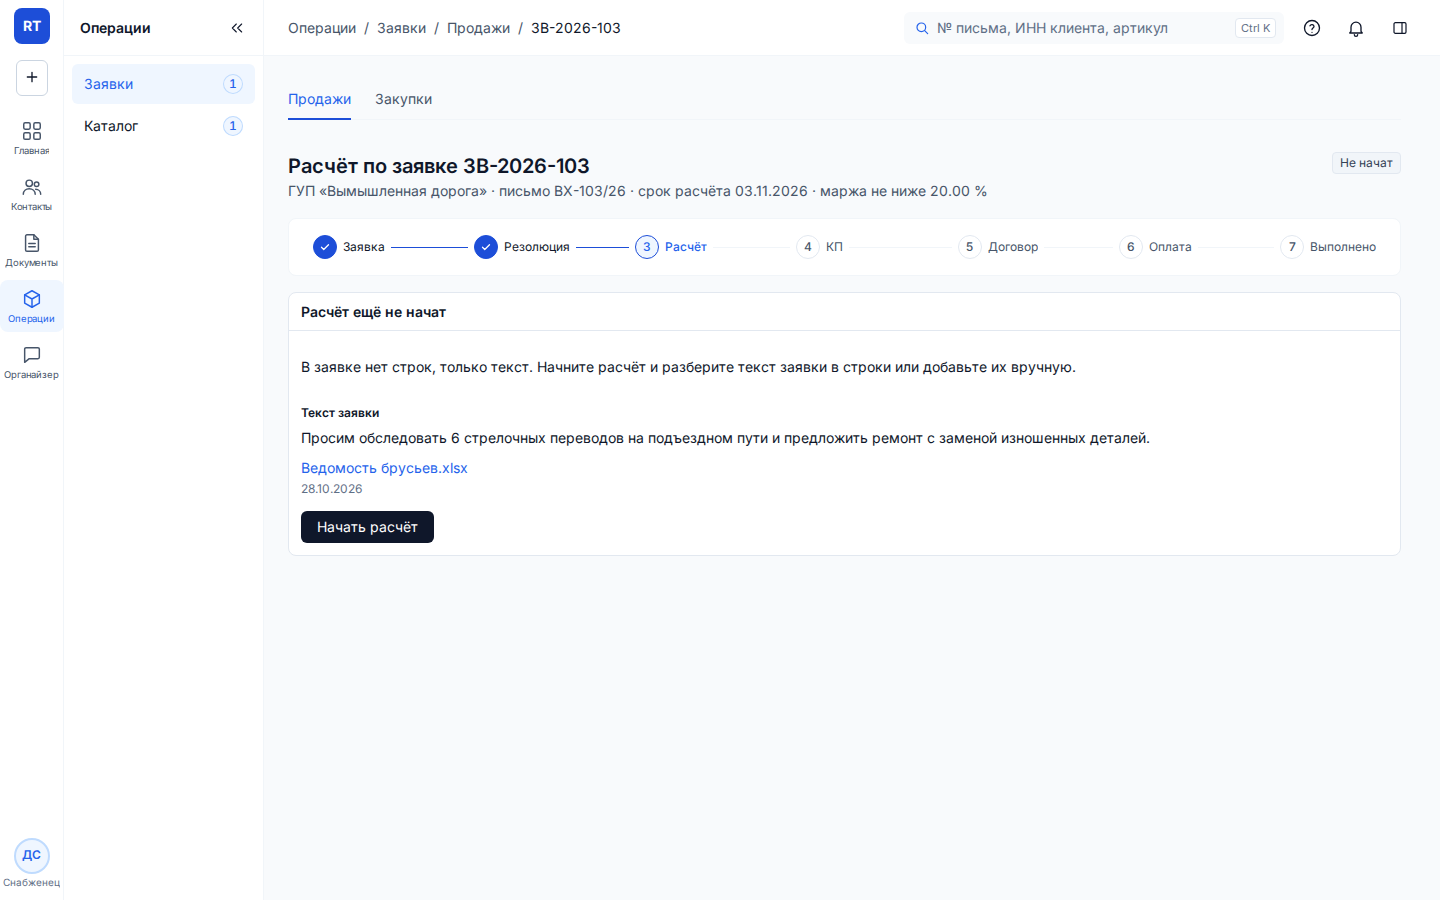 RT
Операции
Операции / Заявки / Продажи / ЗВ-2026-103
№ письма, ИНН клиента, артикул
Ctrl K
Заявки 1
Каталог 1
Главная
Контакты
Документы
Операции
Органайзер
ДС
Снабженец
Продажи Закупки
Расчёт по заявке ЗВ-2026-103
Не начат
ГУП «Вымышленная дорога» · письмо ВХ-103/26 · срок расчёта 03.11.2026 · маржа не ниже 20.00 %
Заявка Резолюция 3 Расчёт 4 КП 5 Договор 6 Оплата 7 Выполнено
Расчёт ещё не начат
В заявке нет строк, только текст. Начните расчёт и разберите текст заявки в строки или добавьте их вручную.
Текст заявки
Просим обследовать 6 стрелочных переводов на подъездном пути и предложить ремонт с заменой изношенных деталей.
Ведомость брусьев.xlsx
28.10.2026
Начать расчёт